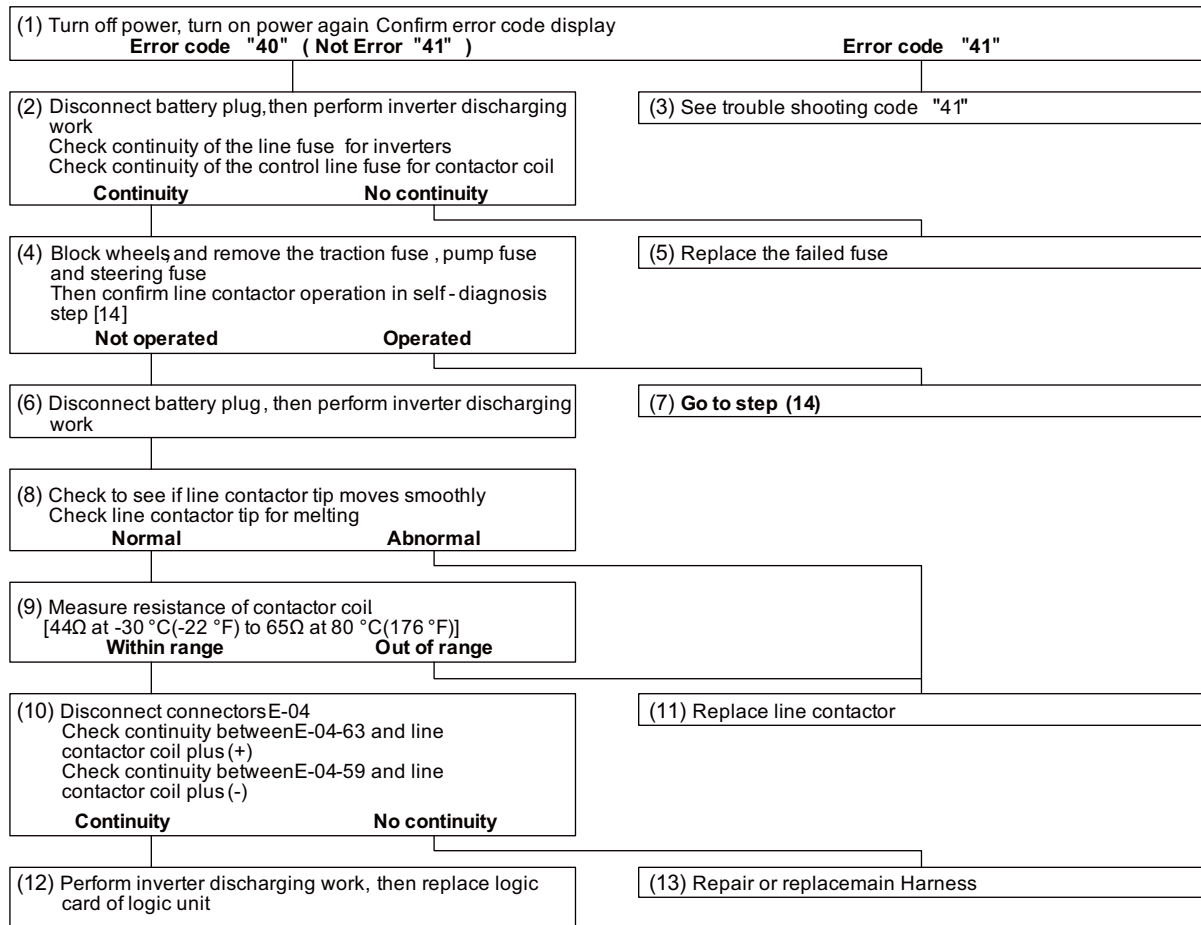 (1) Turn off power, turn on power again. Confirm error code display
Error code "40" ( Not Error "41" )
Error code "41"
(2) Disconnect battery plug, then perform inverter discharging
work
Check continuity of the line fuse for inverters
Check continuity of the control line fuse for contactor coil
Continuity
No continuity
(3) See trouble shooting code "41"
(4) Block wheels, and remove the traction fuse , pump fuse
and steering fuse
Then confirm line contactor operation in self - diagnosis
step [14]
Not operated
Operated
(5) Replace the failed fuse
(6) Disconnect battery plug , then perform inverter discharging
work
(7) Go to step (14)
(8) Check to see if line contactor tip moves smoothly
Check line contactor tip for melting
Normal
Abnormal
(9) Measure resistance of contactor coil.
[44Ω at -30 °C(-22 °F) to 65Ω at 80 °C(176 °F)]
Within range
Out of range
(10) Disconnect connectorsE-04
Check continuity betweenE-04-63 and line
contactor coil plus (+)
Check continuity betweenE-04-59 and line
contactor coil plus (-)
Continuity
No continuity
(11) Replace line contactor
(12) Perform inverter discharging work, then replace logic
card of logic unit
(13) Repair or replacemain Harness